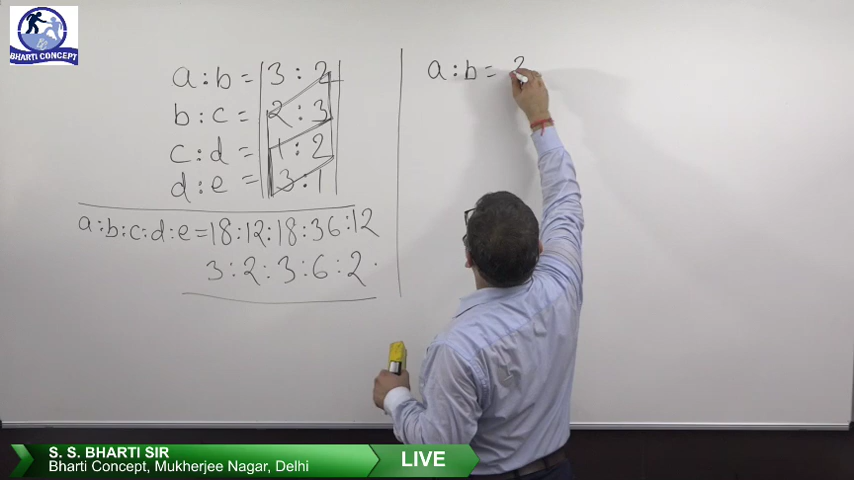 BHARTI CONCEPT
a:b = 3 : 2
b:c = 2 : 3
c:d = 1 : 2
d:e = 3 : 1
a:b:c:d:e=18:12:18:36:12
3:2:3:6:2
a:b=
S. S. BHARTI SIR
Bharti Concept, Mukherjee Nagar, Delhi
LIVE